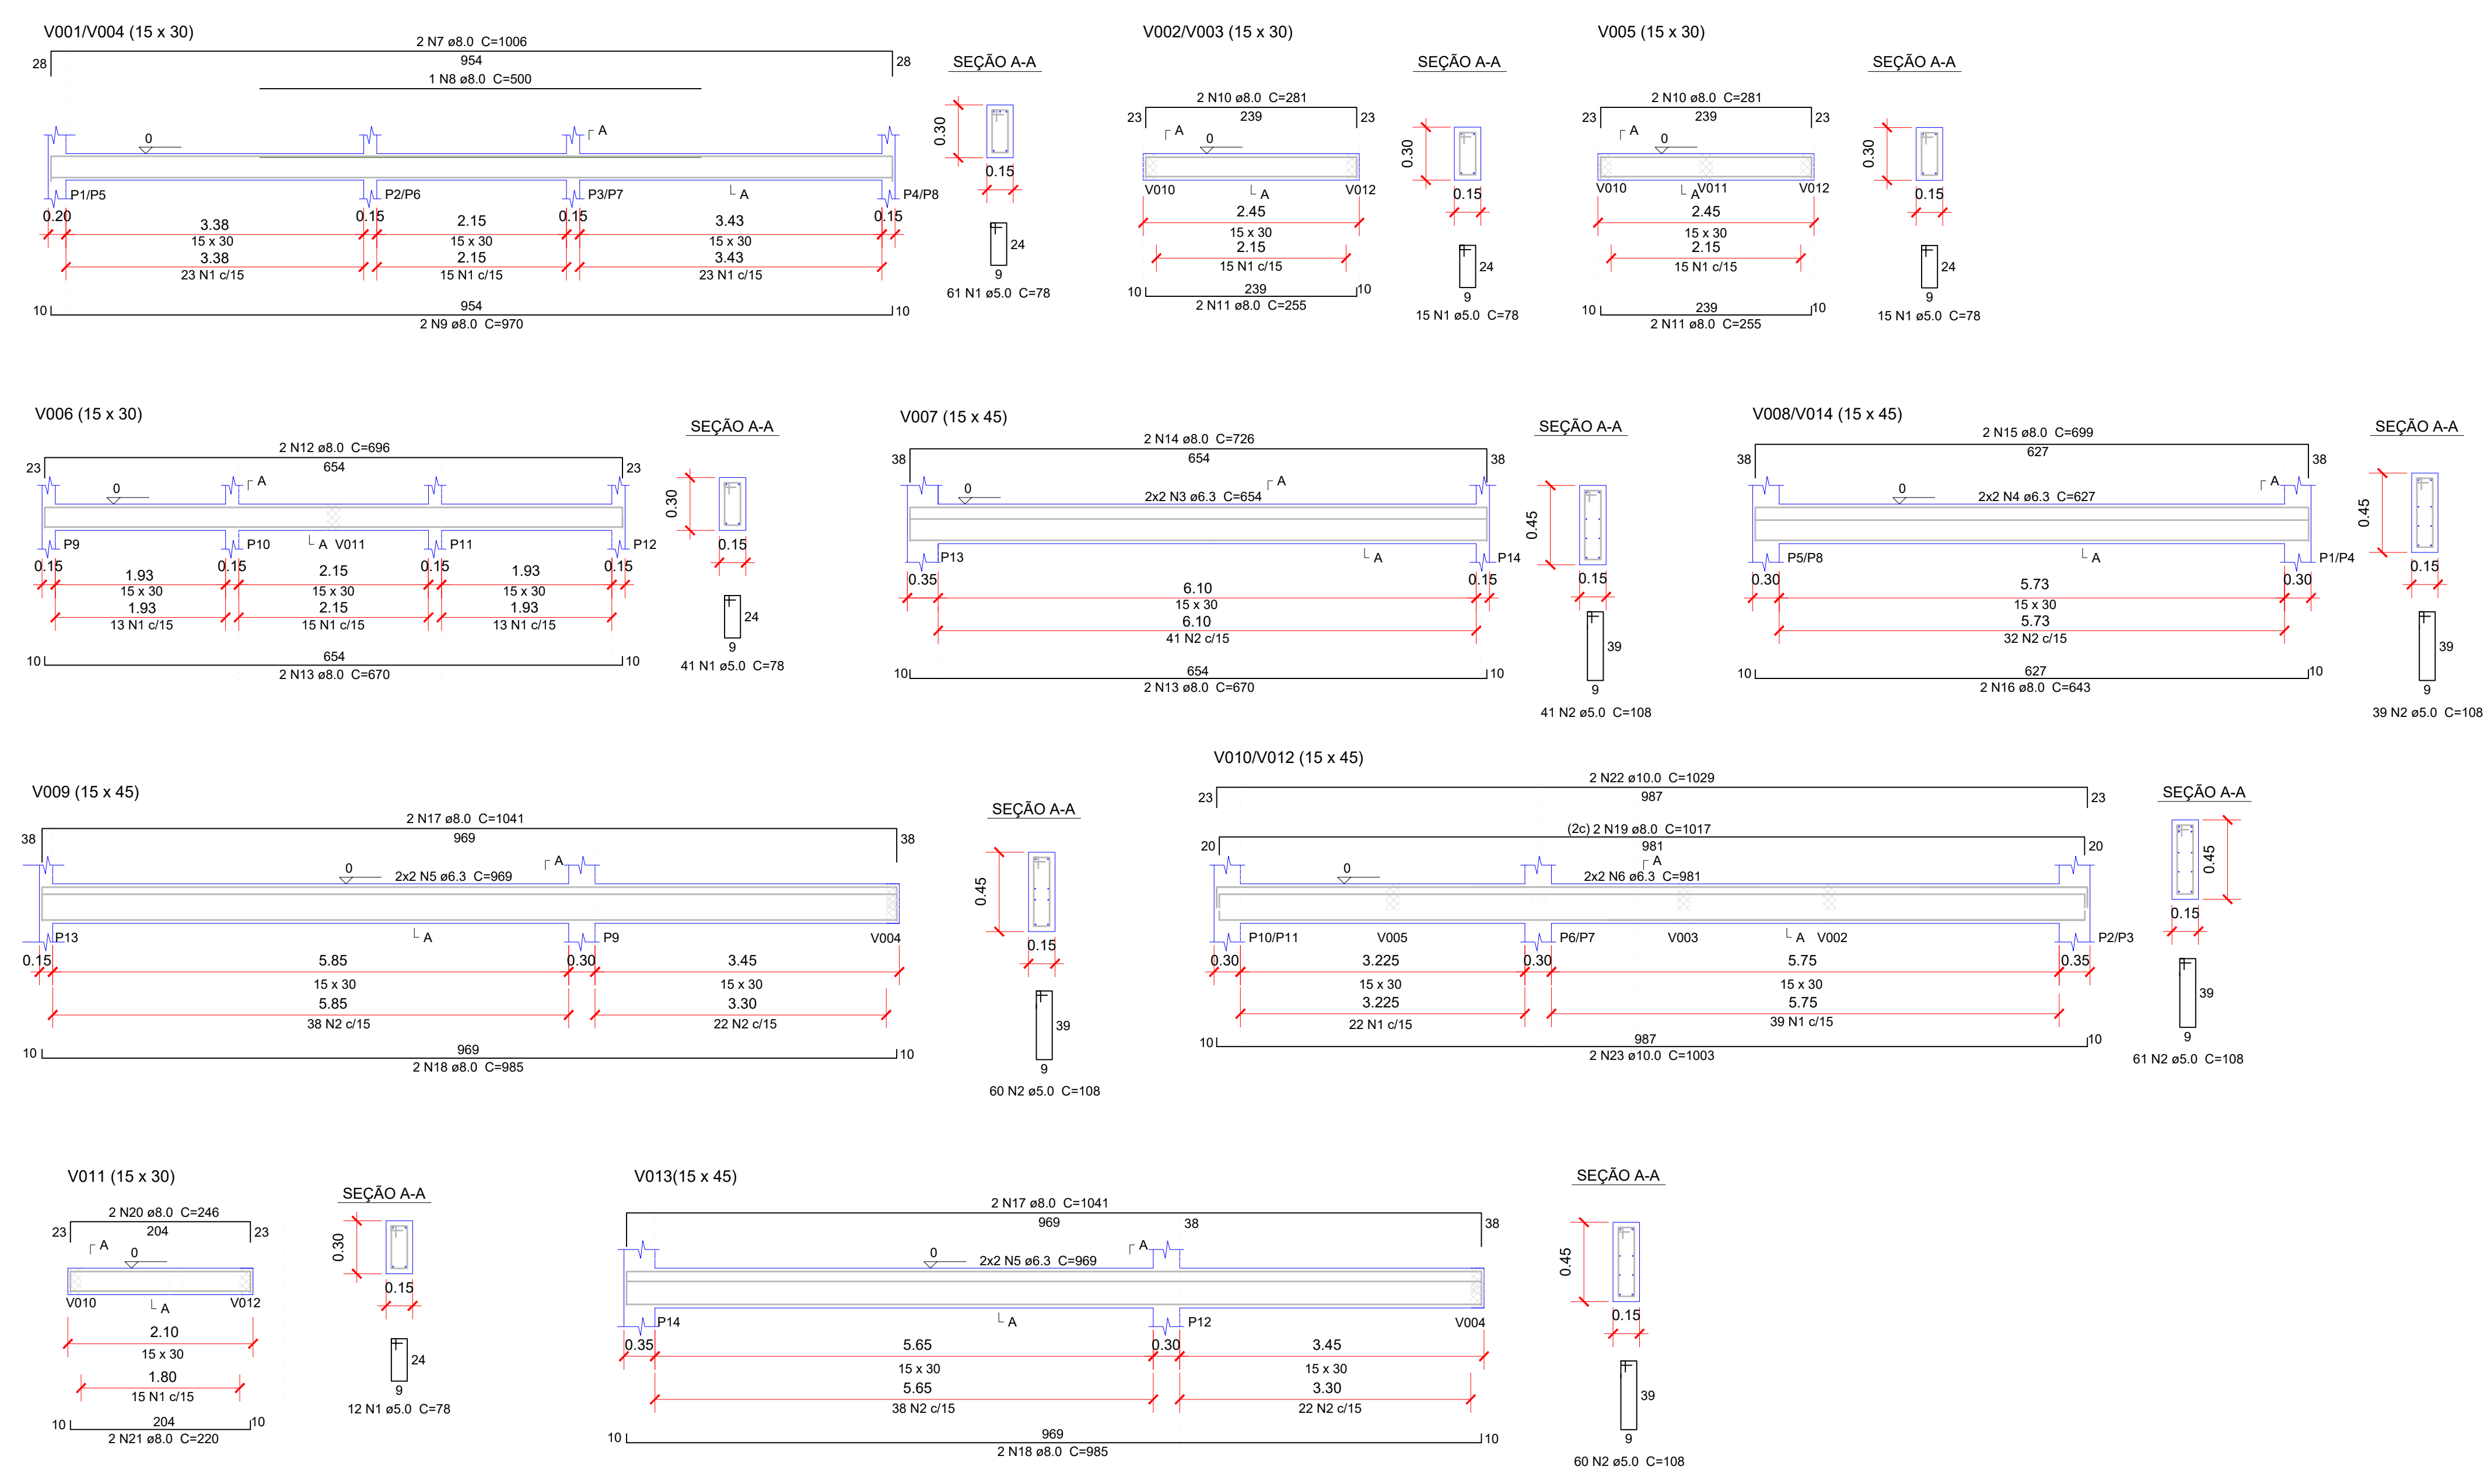 V001/V004 (15 x 30)
2 N7 ø8.0 C=1006
28
954
28
1 N8 ø8.0 C=500
SEÇÃO A-A
A
0
0.30
0.15
P1/P5
P2/P6
P3/P7
A
P4/P8
0.20
3.38
0.15
2.15
0.15
3.43
0.15
15 x 30
15 x 30
15 x 30
3.38
2.15
3.43
23 N1 c/15
15 N1 c/15
23 N1 c/15
24
9
61 N1 ø5.0 C=78
10
954
10
2 N9 ø8.0 C=970
V002/V003 (15 x 30)
SEÇÃO A-A
2 N10 ø8.0 C=281
23
239
23
A
0
0.30
0.15
V010
A
V012
2.45
15 x 30
2.15
15 N1 c/15
24
9
15 N1 ø5.0 C=78
10
239
10
2 N11 ø8.0 C=255
V005 (15 x 30)
SEÇÃO A-A
2 N10 ø8.0 C=281
23
239
23
A
0
0.30
0.15
V010
A
V011
V012
2.45
15 x 30
2.15
15 N1 c/15
24
9
15 N1 ø5.0 C=78
10
239
10
2 N11 ø8.0 C=255
V006 (15 x 30)
SEÇÃO A-A
2 N12 ø8.0 C=696
23
654
23
A
0
0.30
0.15
P9
P10
A
V011
P11
P12
0.15
1.93
0.15
2.15
0.15
1.93
0.15
15 x 30
15 x 30
15 x 30
1.93
2.15
1.93
13 N1 c/15
15 N1 c/15
13 N1 c/15
24
9
41 N1 ø5.0 C=78
10
654
10
2 N13 ø8.0 C=670
V007 (15 x 45)
SEÇÃO A-A
2 N14 ø8.0 C=726
38
654
38
A
0
2x2 N3 ø6.3 C=654
0.45
0.15
P13
A
P14
0.35
6.10
0.15
15 x 30
6.10
41 N2 c/15
39
9
41 N2 ø5.0 C=108
10
654
10
2 N13 ø8.0 C=670
V008/V014 (15 x 45)
SEÇÃO A-A
2 N15 ø8.0 C=699
38
627
38
A
0
2x2 N4 ø6.3 C=627
0.45
0.15
P5/P8
A
P1/P4
0.30
5.73
0.30
15 x 30
5.73
32 N2 c/15
39
9
39 N2 ø5.0 C=108
10
627
10
2 N16 ø8.0 C=643
V009 (15 x 45)
SEÇÃO A-A
2 N17 ø8.0 C=1041
38
969
38
A
0
2x2 N5 ø6.3 C=969
0.45
0.15
P13
A
P9
V004
0.15
5.85
0.30
3.45
15 x 30
15 x 30
5.85
3.30
38 N2 c/15
22 N2 c/15
39
9
60 N2 ø5.0 C=108
10
969
10
2 N18 ø8.0 C=985
V010/V012 (15 x 45)
SEÇÃO A-A
2 N22 ø10.0 C=1029
23
987
23
(2c) 2 N19 ø8.0 C=1017
20
981
20
A
0
2x2 N6 ø6.3 C=981
0.45
0.15
P10/P11
V005
P6/P7
V003
A
V002
P2/P3
0.30
3.225
0.30
5.75
0.35
15 x 30
15 x 30
3.225
5.75
22 N1 c/15
39 N1 c/15
39
9
61 N2 ø5.0 C=108
10
987
10
2 N23 ø10.0 C=1003
V011 (15 x 30)
SEÇÃO A-A
2 N20 ø8.0 C=246
23
204
23
A
0
0.30
0.15
V010
A
V012
2.10
15 x 30
1.80
15 N1 c/15
24
9
12 N1 ø5.0 C=78
10
204
10
2 N21 ø8.0 C=220
V013(15 x 45)
SEÇÃO A-A
2 N17 ø8.0 C=1041
969
38
38
A
0
2x2 N5 ø6.3 C=969
0.45
0.15
P14
A
P12
V004
0.35
5.65
0.30
3.45
15 x 30
15 x 30
5.65
3.30
38 N2 c/15
22 N2 c/15
39
9
60 N2 ø5.0 C=108
10
969
10
2 N18 ø8.0 C=985